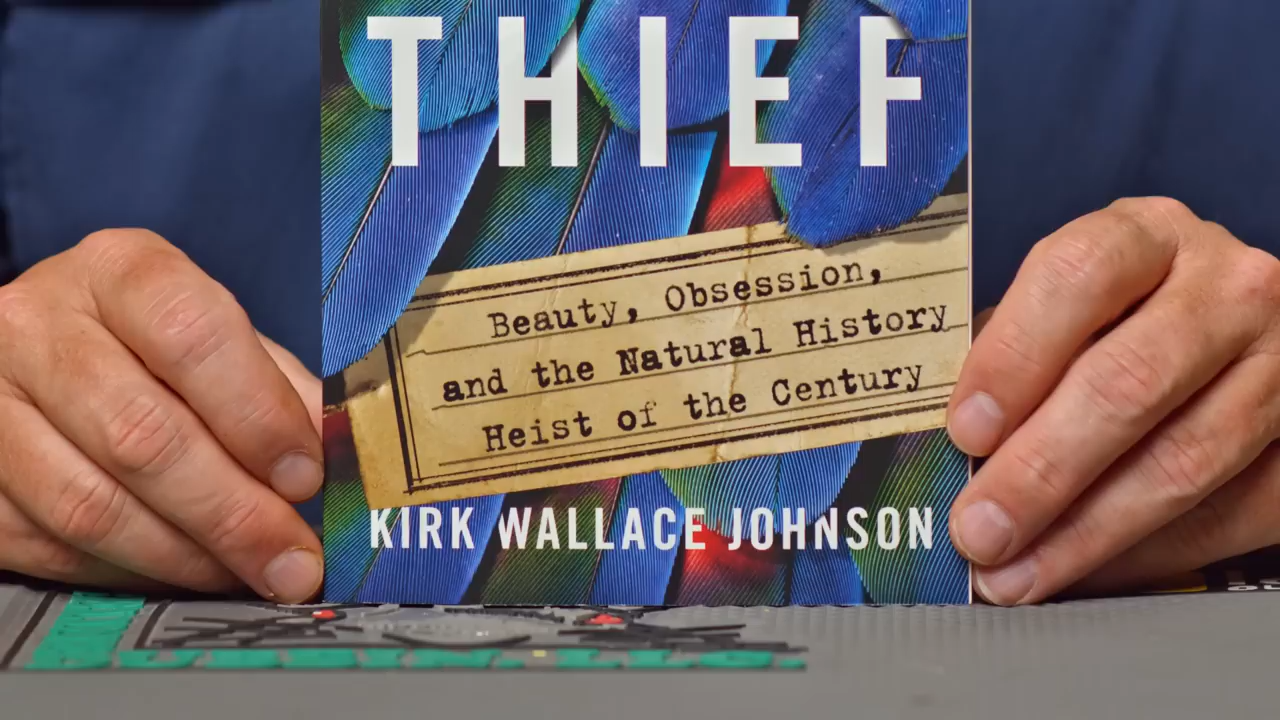 THIEF
Beauty, Obsession,
and the Natural History
Heist of the Century
KIRK WALLACE JOHNSON